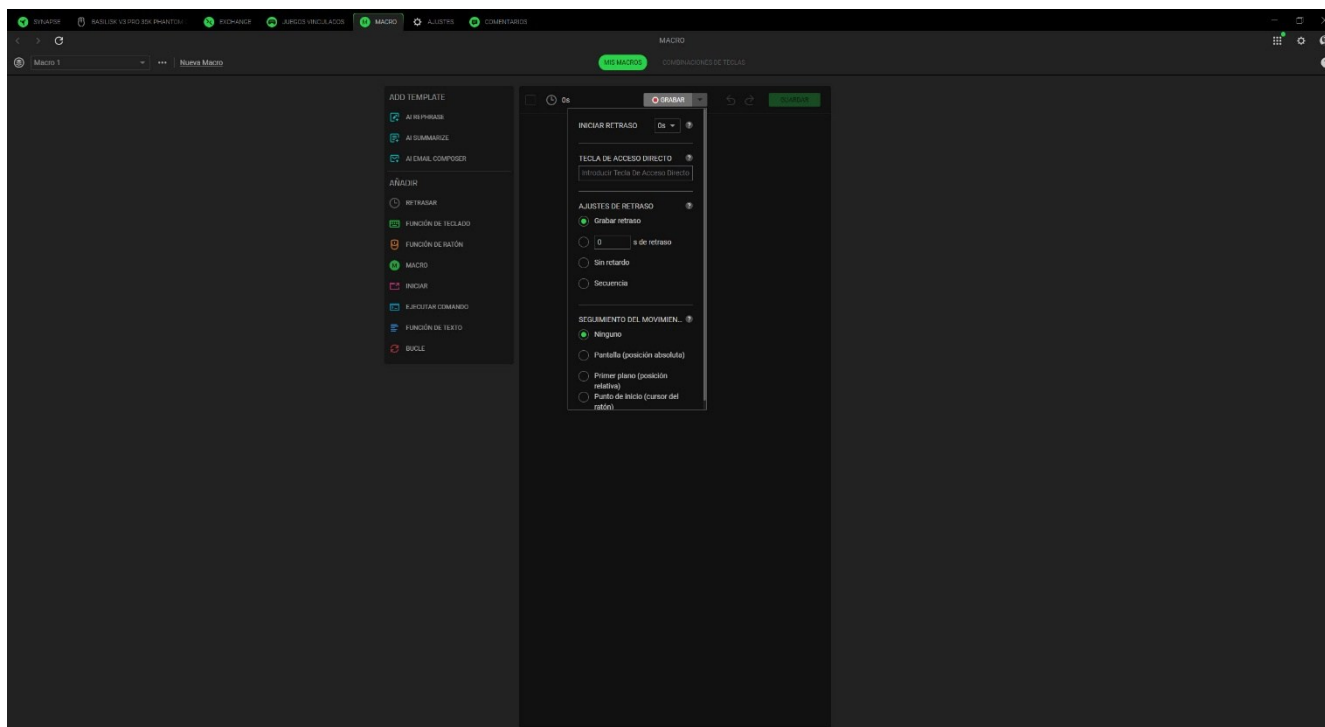 SYNAPSE
BASILISK V3 PRO 35K PHANTOM
EXCHANGE
JUEGOS VINCULADOS
MACRO
AJUSTES
COMENTARIOS
MACRO
Macro 1
Nueva Macro
MIS MACROS
COMBINACIONES DE TECLAS
ADD TEMPLATE
AI REPHRASE
AI SUMMARIZE
AI EMAIL COMPOSER
AÑADIR
RETRASAR
FUNCIÓN DE TECLADO
FUNCIÓN DE RATÓN
MACRO
INICIAR
EJECUTAR COMANDO
FUNCIÓN DE TEXTO
BUCLE
0s
GRABAR
GUARDAR
INICIAR RETRASO
0s
TECLA DE ACCESO DIRECTO
Introducir Tecla De Acceso Directo
AJUSTES DE RETRASO
Grabar retraso
0 s de retraso
Sin retardo
Secuencia
SEGUIMIENTO DEL MOVIMIEN...
Ninguno
Pantalla (posición absoluta)
Primer plano (posición
relativa)
Punto de inicio (cursor del
ratón)